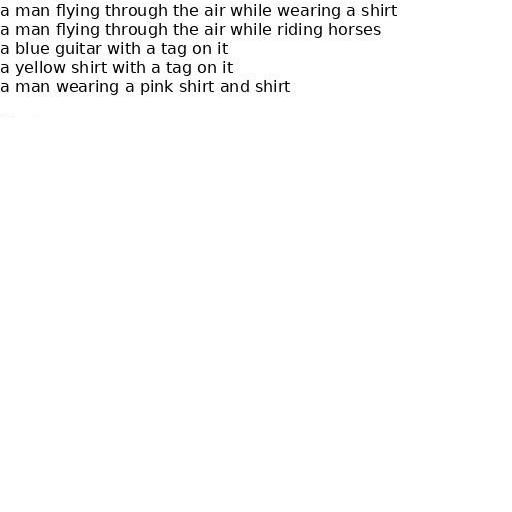 a man flying through the air while wearing a shirt
a man flying through the air while riding horses
a blue guitar with a tag on it
a yellow shirt with a tag on it
a man wearing a pink shirt and shirt